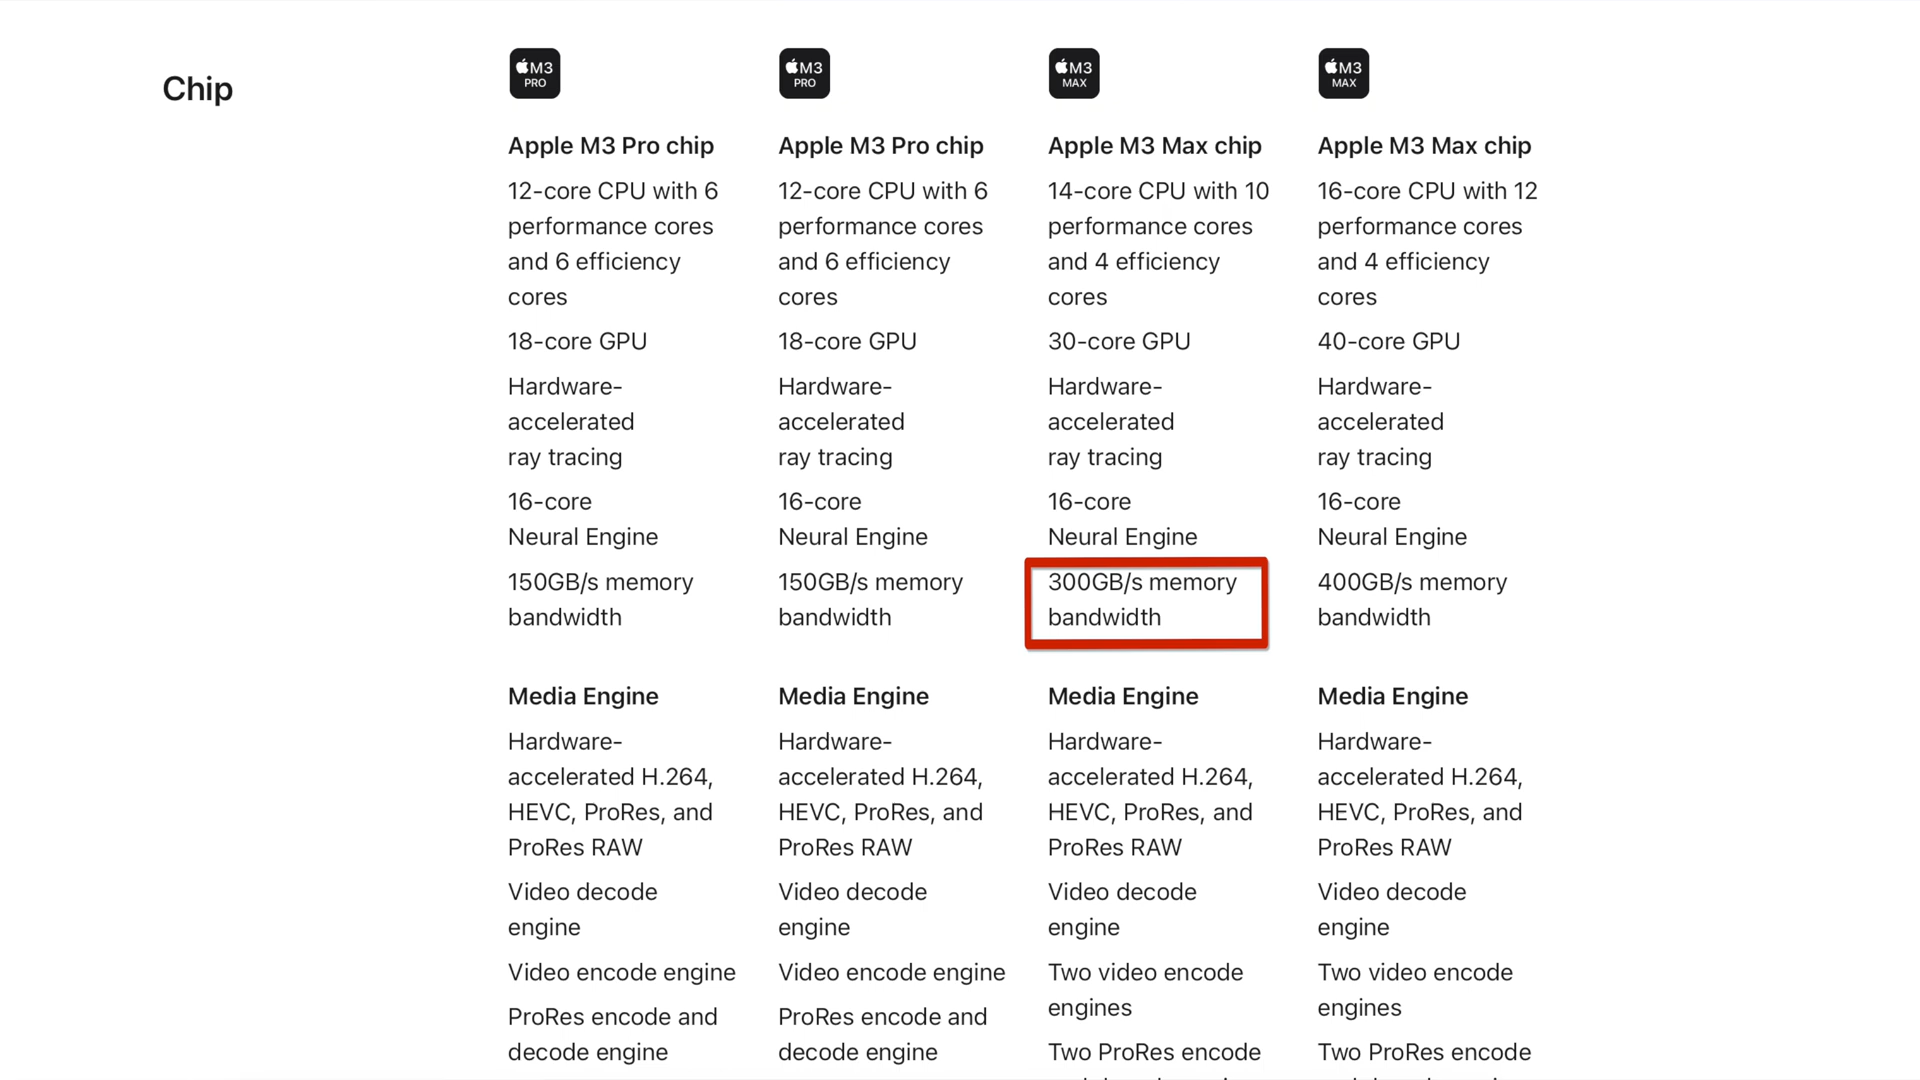 Chip
M3
PRO
Apple M3 Pro chip
12-core CPU with 6
performance cores
and 6 efficiency
cores
18-core GPU
Hardware-
accelerated
ray tracing
16-core
Neural Engine
150GB/s memory
bandwidth
Media Engine
Hardware-
accelerated H.264,
HEVC, ProRes, and
ProRes RAW
Video decode
engine
Video encode engine
ProRes encode and
decode engine
M3
PRO
Apple M3 Pro chip
12-core CPU with 6
performance cores
and 6 efficiency
cores
18-core GPU
Hardware-
accelerated
ray tracing
16-core
Neural Engine
150GB/s memory
bandwidth
Media Engine
Hardware-
accelerated H.264,
HEVC, ProRes, and
ProRes RAW
Video decode
engine
Video encode engine
ProRes encode and
decode engine
M3
MAX
Apple M3 Max chip
14-core CPU with 10
performance cores
and 4 efficiency
cores
30-core GPU
Hardware-
accelerated
ray tracing
16-core
Neural Engine
300GB/s memory
bandwidth
Media Engine
Hardware-
accelerated H.264,
HEVC, ProRes, and
ProRes RAW
Video decode
engine
Two video encode
engines
Two ProRes encode
M3
MAX
Apple M3 Max chip
16-core CPU with 12
performance cores
and 4 efficiency
cores
40-core GPU
Hardware-
accelerated
ray tracing
16-core
Neural Engine
400GB/s memory
bandwidth
Media Engine
Hardware-
accelerated H.264,
HEVC, ProRes, and
ProRes RAW
Video decode
engine
Two video encode
engines
Two ProRes encode